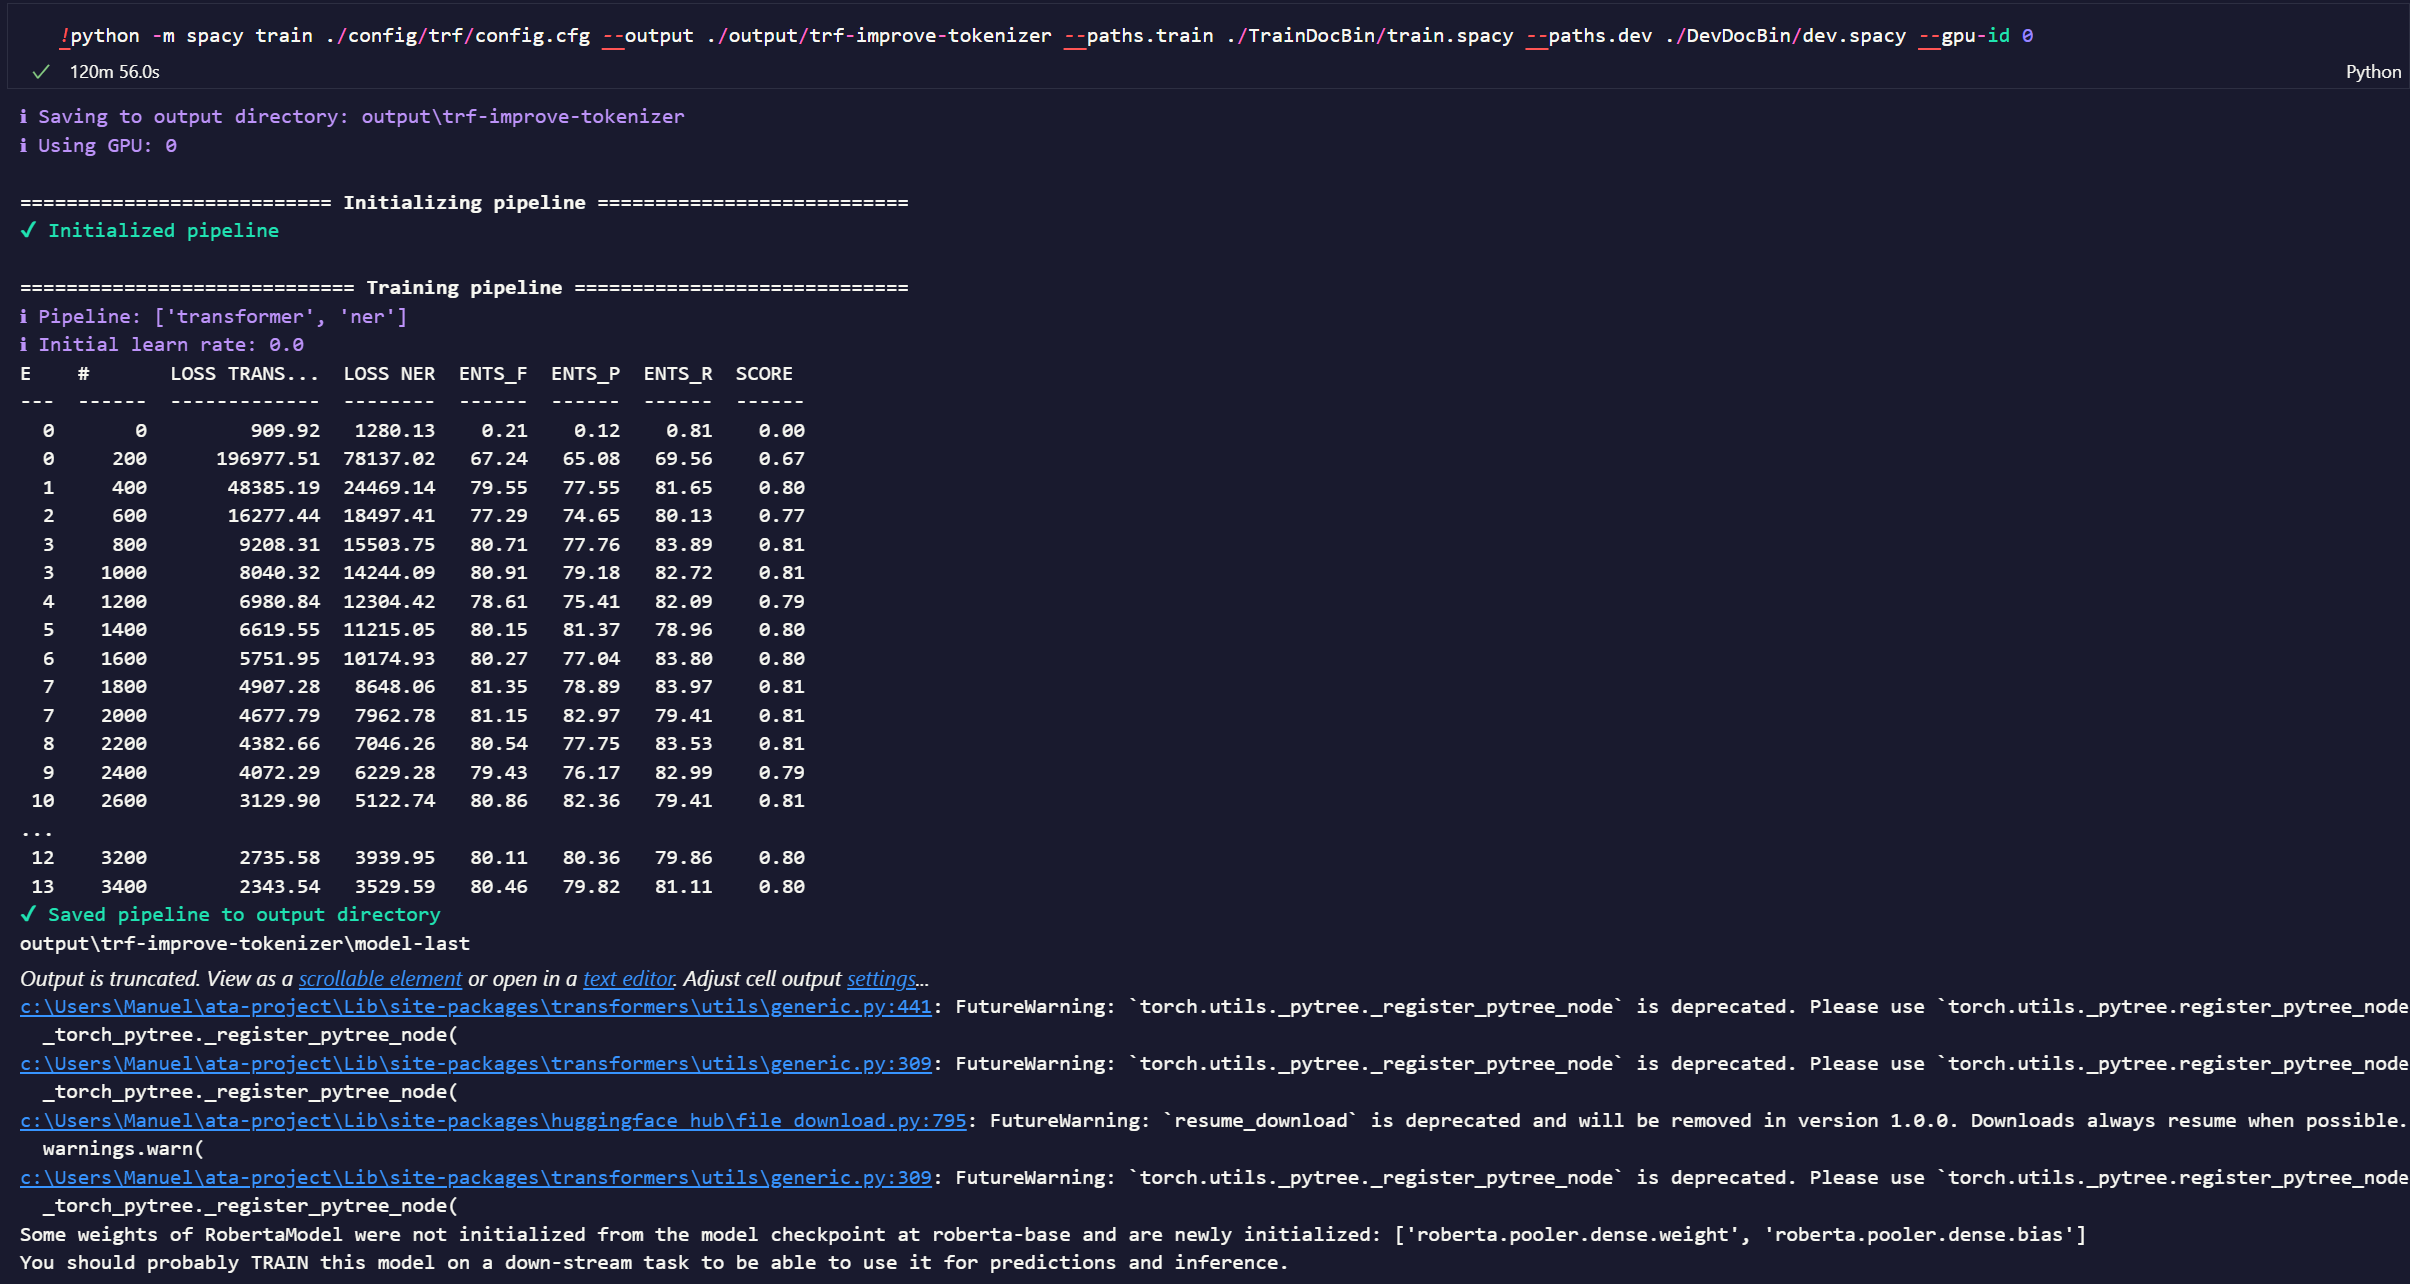 !python -m spacy train ./config/trf/config.cfg --output ./output/trf-improve-tokenizer --paths.train ./TrainDocBin/train.spacy --paths.dev ./DevDocBin/dev.spacy --gpu-id 0
✓ 120m 56.0s Python
ℹ Saving to output directory: output\trf-improve-tokenizer
ℹ Using GPU: 0
=========================== Initializing pipeline ===========================
✔ Initialized pipeline
============================= Training pipeline =============================
ℹ Pipeline: ['transformer', 'ner']
ℹ Initial learn rate: 0.0
E    #       LOSS TRANS...  LOSS NER  ENTS_F  ENTS_P  ENTS_R  SCORE
---  ------  -------------  --------  ------  ------  ------  ------
  0       0         909.92   1280.13    0.21    0.12    0.81    0.00
  0     200      196977.51  78137.02   67.24   65.08   69.56    0.67
  1     400       48385.19  24469.14   79.55   77.55   81.65    0.80
  2     600       16277.44  18497.41   77.29   74.65   80.13    0.77
  3     800        9208.31  15503.75   80.71   77.76   83.89    0.81
  3    1000        8040.32  14244.09   80.91   79.18   82.72    0.81
  4    1200        6980.84  12304.42   78.61   75.41   82.09    0.79
  5    1400        6619.55  11215.05   80.15   81.37   78.96    0.80
  6    1600        5751.95  10174.93   80.27   77.04   83.80    0.80
  7    1800        4907.28   8648.06   81.35   78.89   83.97    0.81
  7    2000        4677.79   7962.78   81.15   82.97   79.41    0.81
  8    2200        4382.66   7046.26   80.54   77.75   83.53    0.81
  9    2400        4072.29   6229.28   79.43   76.17   82.99    0.79
 10    2600        3129.90   5122.74   80.86   82.36   79.41    0.81
...
 12    3200        2735.58   3939.95   80.11   80.36   79.86    0.80
 13    3400        2343.54   3529.59   80.46   79.82   81.11    0.80
✔ Saved pipeline to output directory
output\trf-improve-tokenizer\model-last
Output is truncated. View as a scrollable element or open in a text editor. Adjust cell output settings...
c:\Users\Manuel\ata-project\Lib\site-packages\transformers\utils\generic.py:441: FutureWarning: `torch.utils._pytree._register_pytree_node` is deprecated. Please use `torch.utils._pytree.register_pytree_node
  _torch_pytree._register_pytree_node(
c:\Users\Manuel\ata-project\Lib\site-packages\transformers\utils\generic.py:309: FutureWarning: `torch.utils._pytree._register_pytree_node` is deprecated. Please use `torch.utils._pytree.register_pytree_node
  _torch_pytree._register_pytree_node(
c:\Users\Manuel\ata-project\Lib\site-packages\huggingface_hub\file_download.py:795: FutureWarning: `resume_download` is deprecated and will be removed in version 1.0.0. Downloads always resume when possible.
  warnings.warn(
c:\Users\Manuel\ata-project\Lib\site-packages\transformers\utils\generic.py:309: FutureWarning: `torch.utils._pytree._register_pytree_node` is deprecated. Please use `torch.utils._pytree.register_pytree_node
  _torch_pytree._register_pytree_node(
Some weights of RobertaModel were not initialized from the model checkpoint at roberta-base and are newly initialized: ['roberta.pooler.dense.weight', 'roberta.pooler.dense.bias']
You should probably TRAIN this model on a down-stream task to be able to use it for predictions and inference.